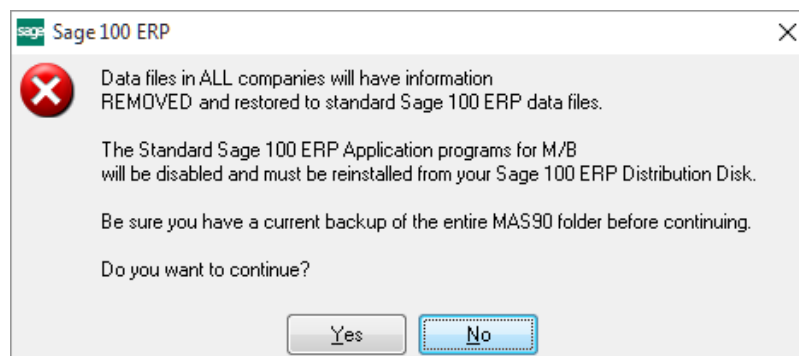 sage Sage 100 ERP
Data files in ALL companies will have information
REMOVED and restored to standard Sage 100 ERP data files.
The Standard Sage 100 ERP Application programs for M/B
will be disabled and must be reinstalled from your Sage 100 ERP Distribution Disk.
Be sure you have a current backup of the entire MAS90 folder before continuing.
Do you want to continue?
Yes No